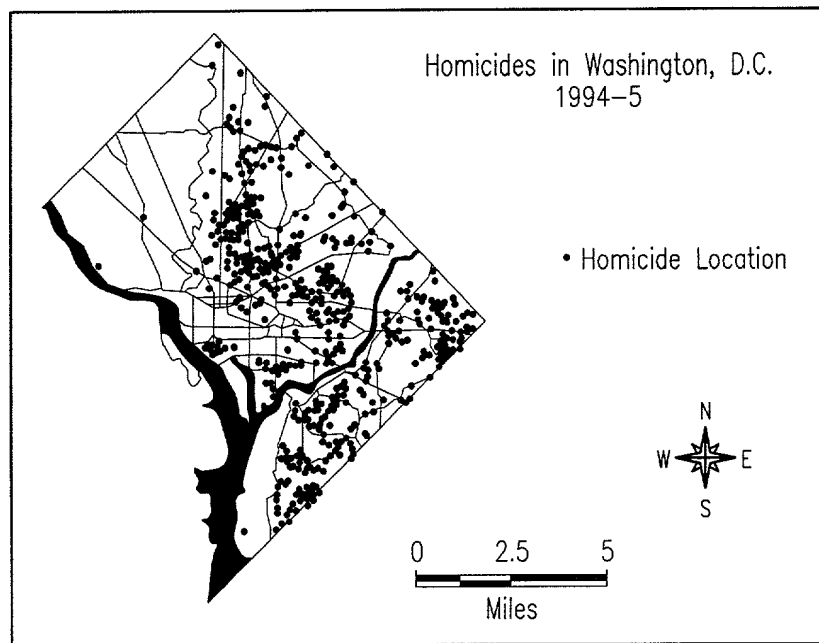 Homicides in Washington, D.C.
1994-5
Homicide Location
N
W E
S
0 2.5 5
Miles